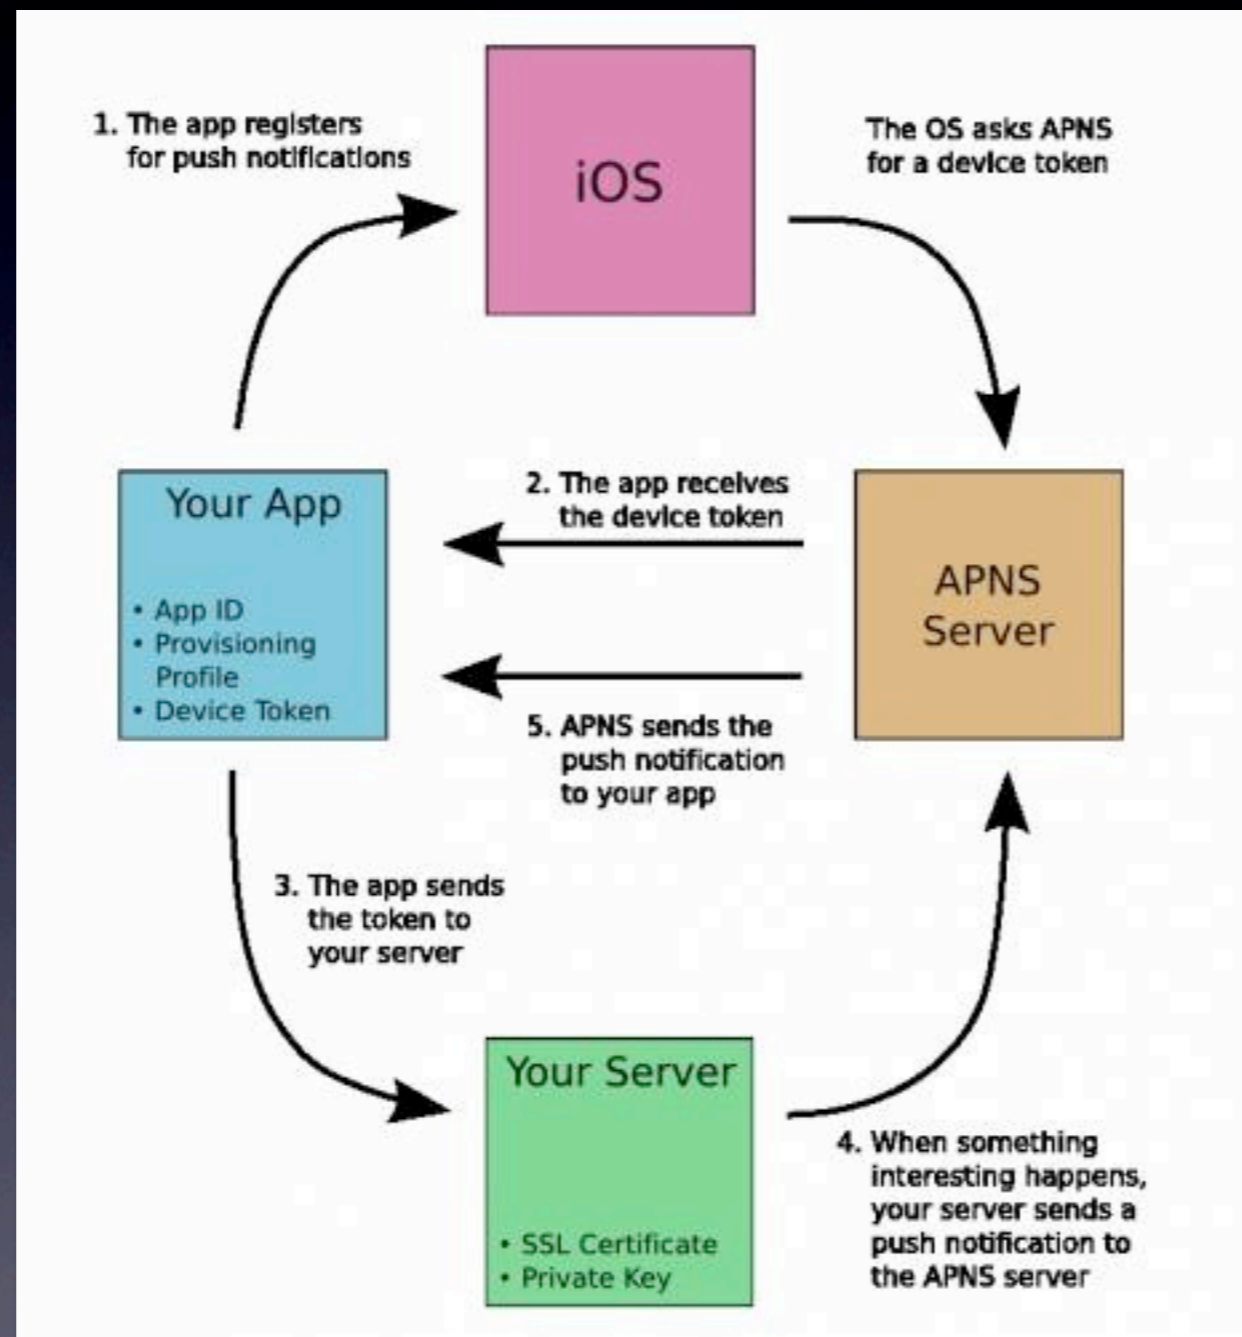 1. The app registers
for push notifications
iOS
The OS asks APNS
for a device token
Your App
• App ID
• Provisioning
Profile
• Device Token
2. The app receives
the device token
5. APNS sends the
push notification
to your app
APNS
Server
3. The app sends
the token to
your server
Your Server
• SSL Certificate
• Private Key
4. When something
interesting happens,
your server sends a
push notification to
the APNS server